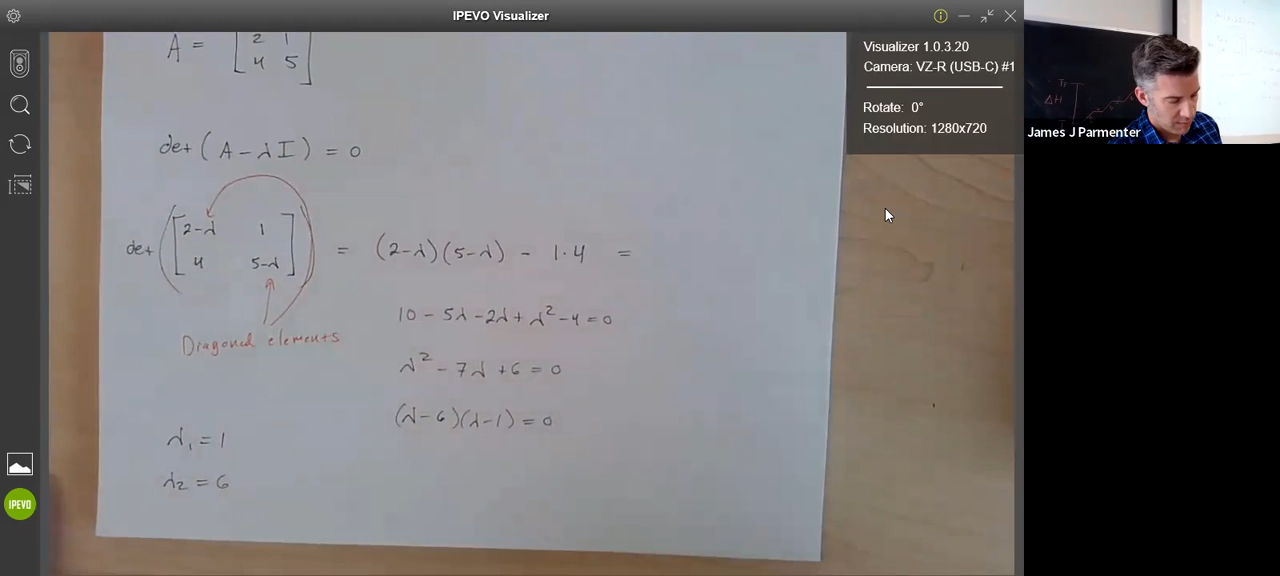 IPEVO Visualizer
Visualizer 1.0.3.20
Camera: VZ-R (USB-C) #1
Rotate: 0°
Resolution: 1280x720
James J Parmenter
ΔH
A = [2 1
4 5]
det (A - λI) = 0
det ([2-λ 1
4 5-λ]) = (2-λ)(5-λ) - 1·4 =
Diagonal elements
10 - 5λ - 2λ + λ² - 4 = 0
λ² - 7λ + 6 = 0
(λ-6)(λ-1) = 0
λ₁ = 1
λ₂ = 6
IPEVO